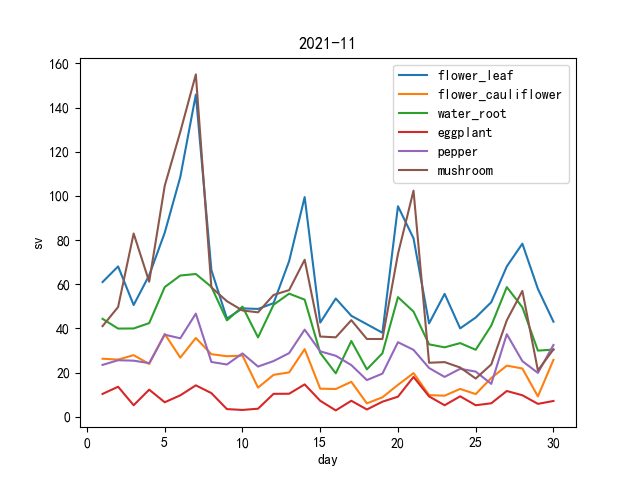 2021-11
160
140
120
100
80
60
40
20
0
sv
0 5 10 15 20 25 30
day
flower_leaf
flower_cauliflower
water_root
eggplant
pepper
mushroom